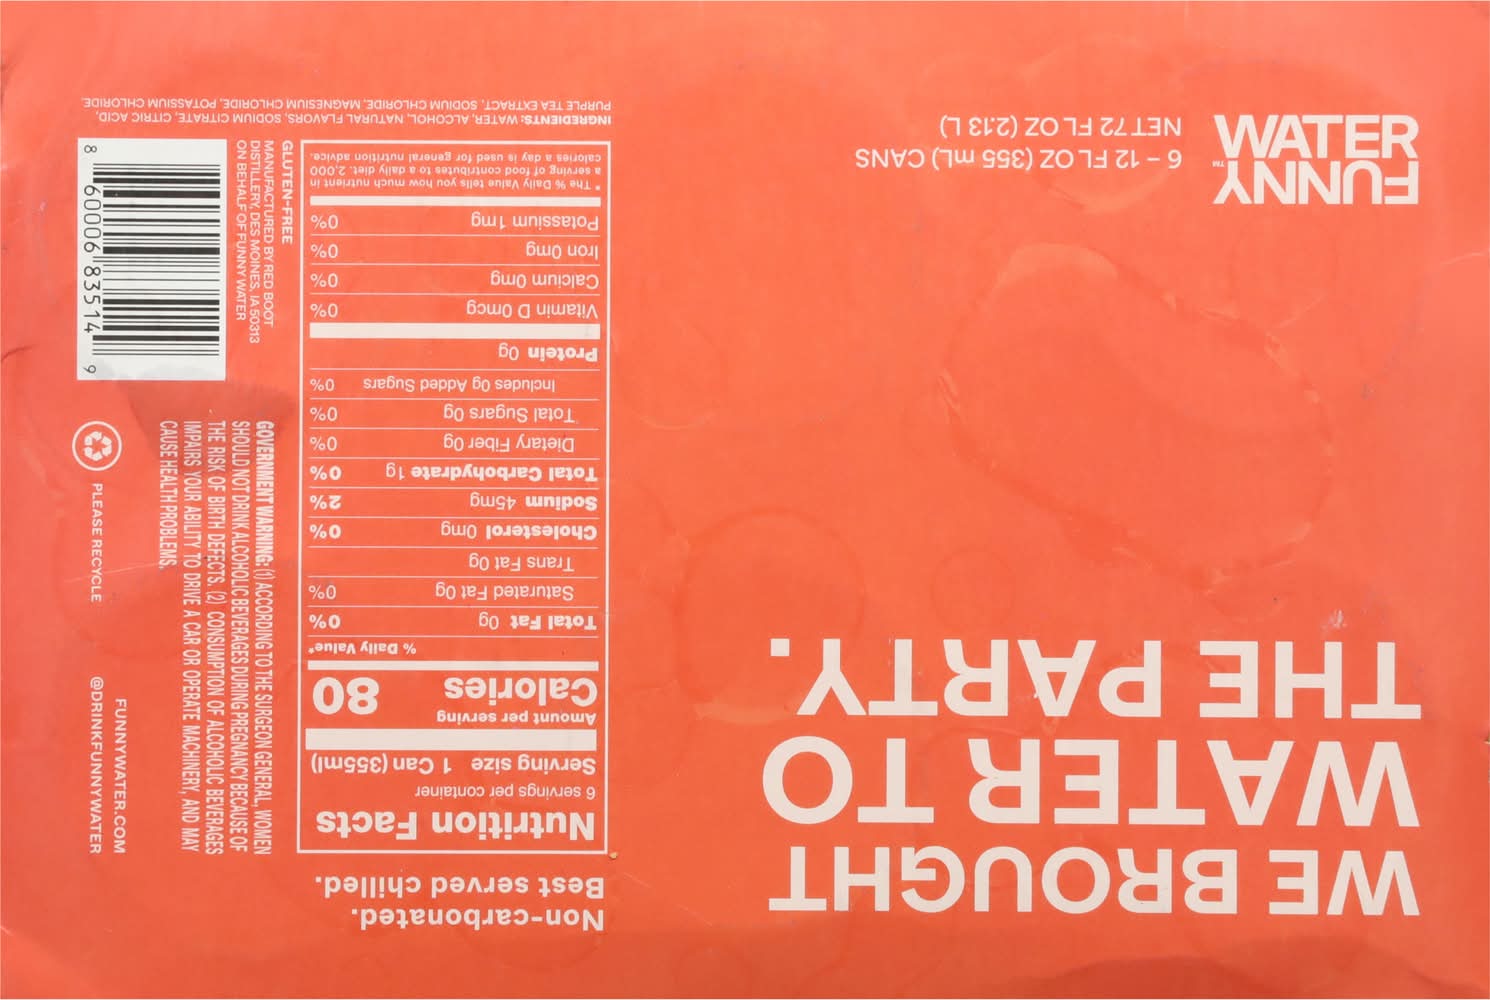 WE BROUGHT
WATER TO
THE PARTY.
FUNNY
WATER™
6 – 12 FL OZ (355 mL) CANS
NET 72 FL OZ (2.13 L)
Non-carbonated.
Best served chilled.
Nutrition Facts
6 servings per container
Serving size 1 Can (355ml)
Amount per serving
Calories 80
% Daily Value*
Total Fat 0g 0%
Saturated Fat 0g 0%
Trans Fat 0g
Cholesterol 0mg 0%
Sodium 45mg 2%
Total Carbohydrate 1g 0%
Dietary Fiber 0gr 0%
Total Sugars 0g 0%
Includes 0g Added Sugars 0%
Protein 0g
Vitamin D 0mcg 0%
Calcium 0mg 0%
Iron 0mg 0%
Potassium 1mg 0%
* The % Daily Value tells you how much nutrient in
a serving of food contributes to a daily diet. 2,000
calories a day is used for general nutrition advice.
INGREDIENTS: WATER, ALCOHOL, NATURAL FLAVORS, SODIUM CITRATE, CITRIC ACID,
PURPLE TEA EXTRACT, SODIUM CHLORIDE, MAGNESIUM CHLORIDE, POTASSIUM CHLORIDE.
GLUTEN-FREE
MANUFACTURED BY RED BOOT
DISTILLERY, DES MOINES, IA 50313
ON BEHALF OF FUNNY WATER
8 60006 83514 9
GOVERNMENT WARNING: (1) ACCORDING TO THE SURGEON GENERAL, WOMEN
SHOULD NOT DRINK ALCOHOLIC BEVERAGES DURING PREGNANCY BECAUSE OF
THE RISK OF BIRTH DEFECTS. (2) CONSUMPTION OF ALCOHOLIC BEVERAGES
IMPAIRS YOUR ABILITY TO DRIVE A CAR OR OPERATE MACHINERY, AND MAY
CAUSE HEALTH PROBLEMS.
PLEASE RECYCLE
FUNNYWATER.COM
@DRINKFUNNYWATER